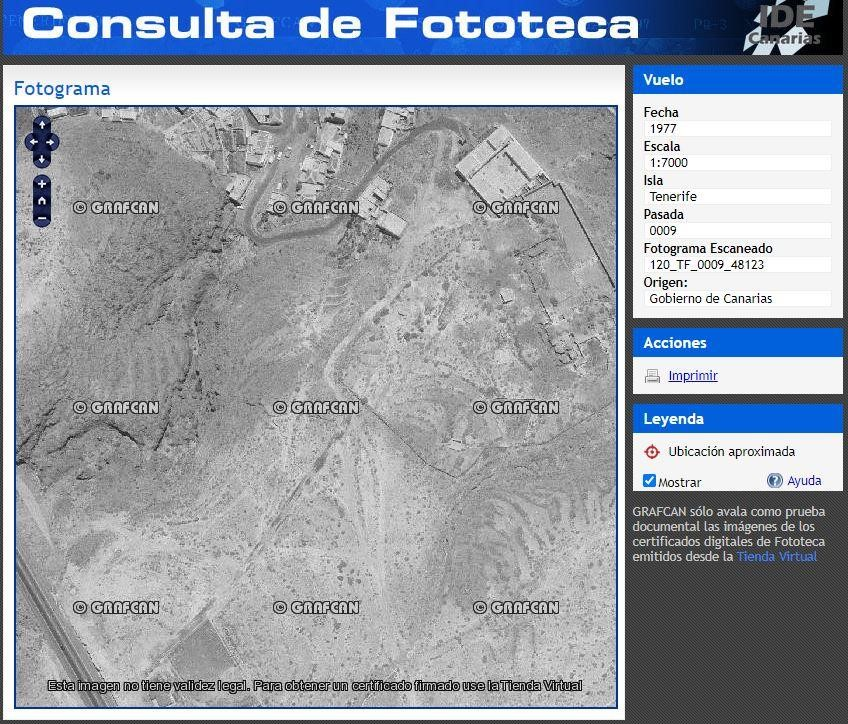 Consulta de Fototeca
IDE
Canarias
Fotograma
© GRAFCAN © GRAFCAN © GRAFCAN
© GRAFCAN © GRAFCAN © GRAFCAN
© GRAFCAN © GRAFCAN © GRAFCAN
Esta imagen no tiene validez legal. Para obtener un certificado firmado use la Tienda Virtual
Vuelo
Fecha
1977
Escala
1:7000
Isla
Tenerife
Pasada
0009
Fotograma Escaneado
120_TF_0009_48123
Origen:
Gobierno de Canarias
Acciones
Imprimir
Leyenda
Ubicación aproximada
Mostrar
Ayuda
GRAFCAN sólo avala como prueba
documental las imágenes de los
certificados digitales de Fototeca
emitidos desde la Tienda Virtual